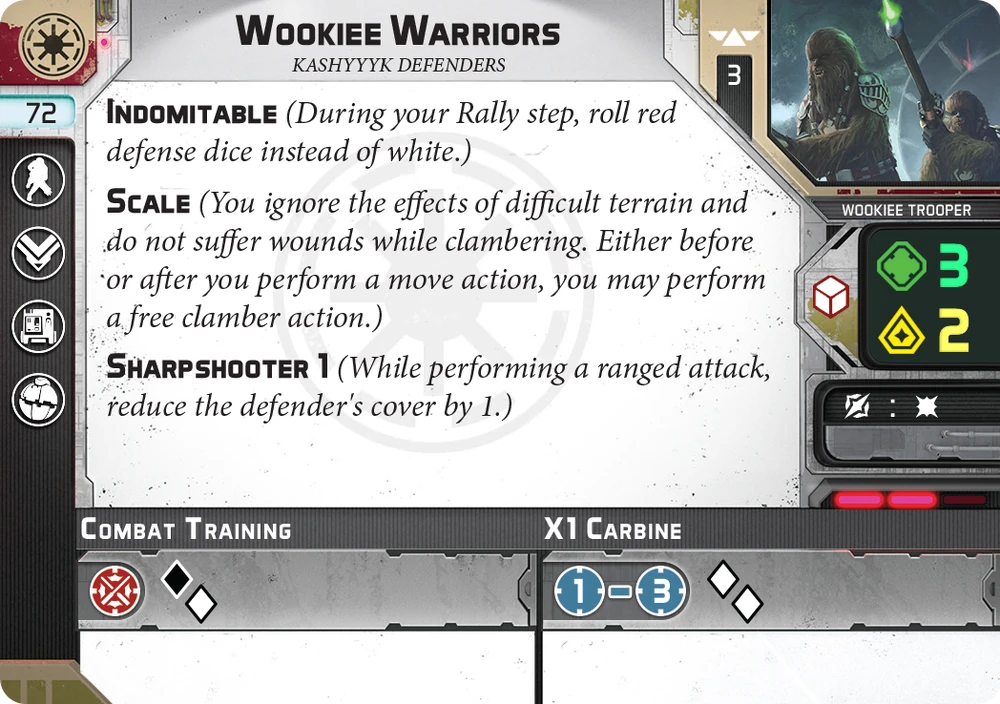 WOOKIEE WARRIORS
KASHYYYK DEFENDERS
72
3
INDOMITABLE (During your Rally step, roll red
defense dice instead of white.)
SCALE (You ignore the effects of difficult terrain and
do not suffer wounds while clambering. Either before
or after you perform a move action, you may perform
a free clamber action.)
SHARPSHOOTER 1 (While performing a ranged attack,
reduce the defender's cover by 1.)
WOOKIEE TROOPER
3
2
:
COMBAT TRAINING
X1 CARBINE
1-3